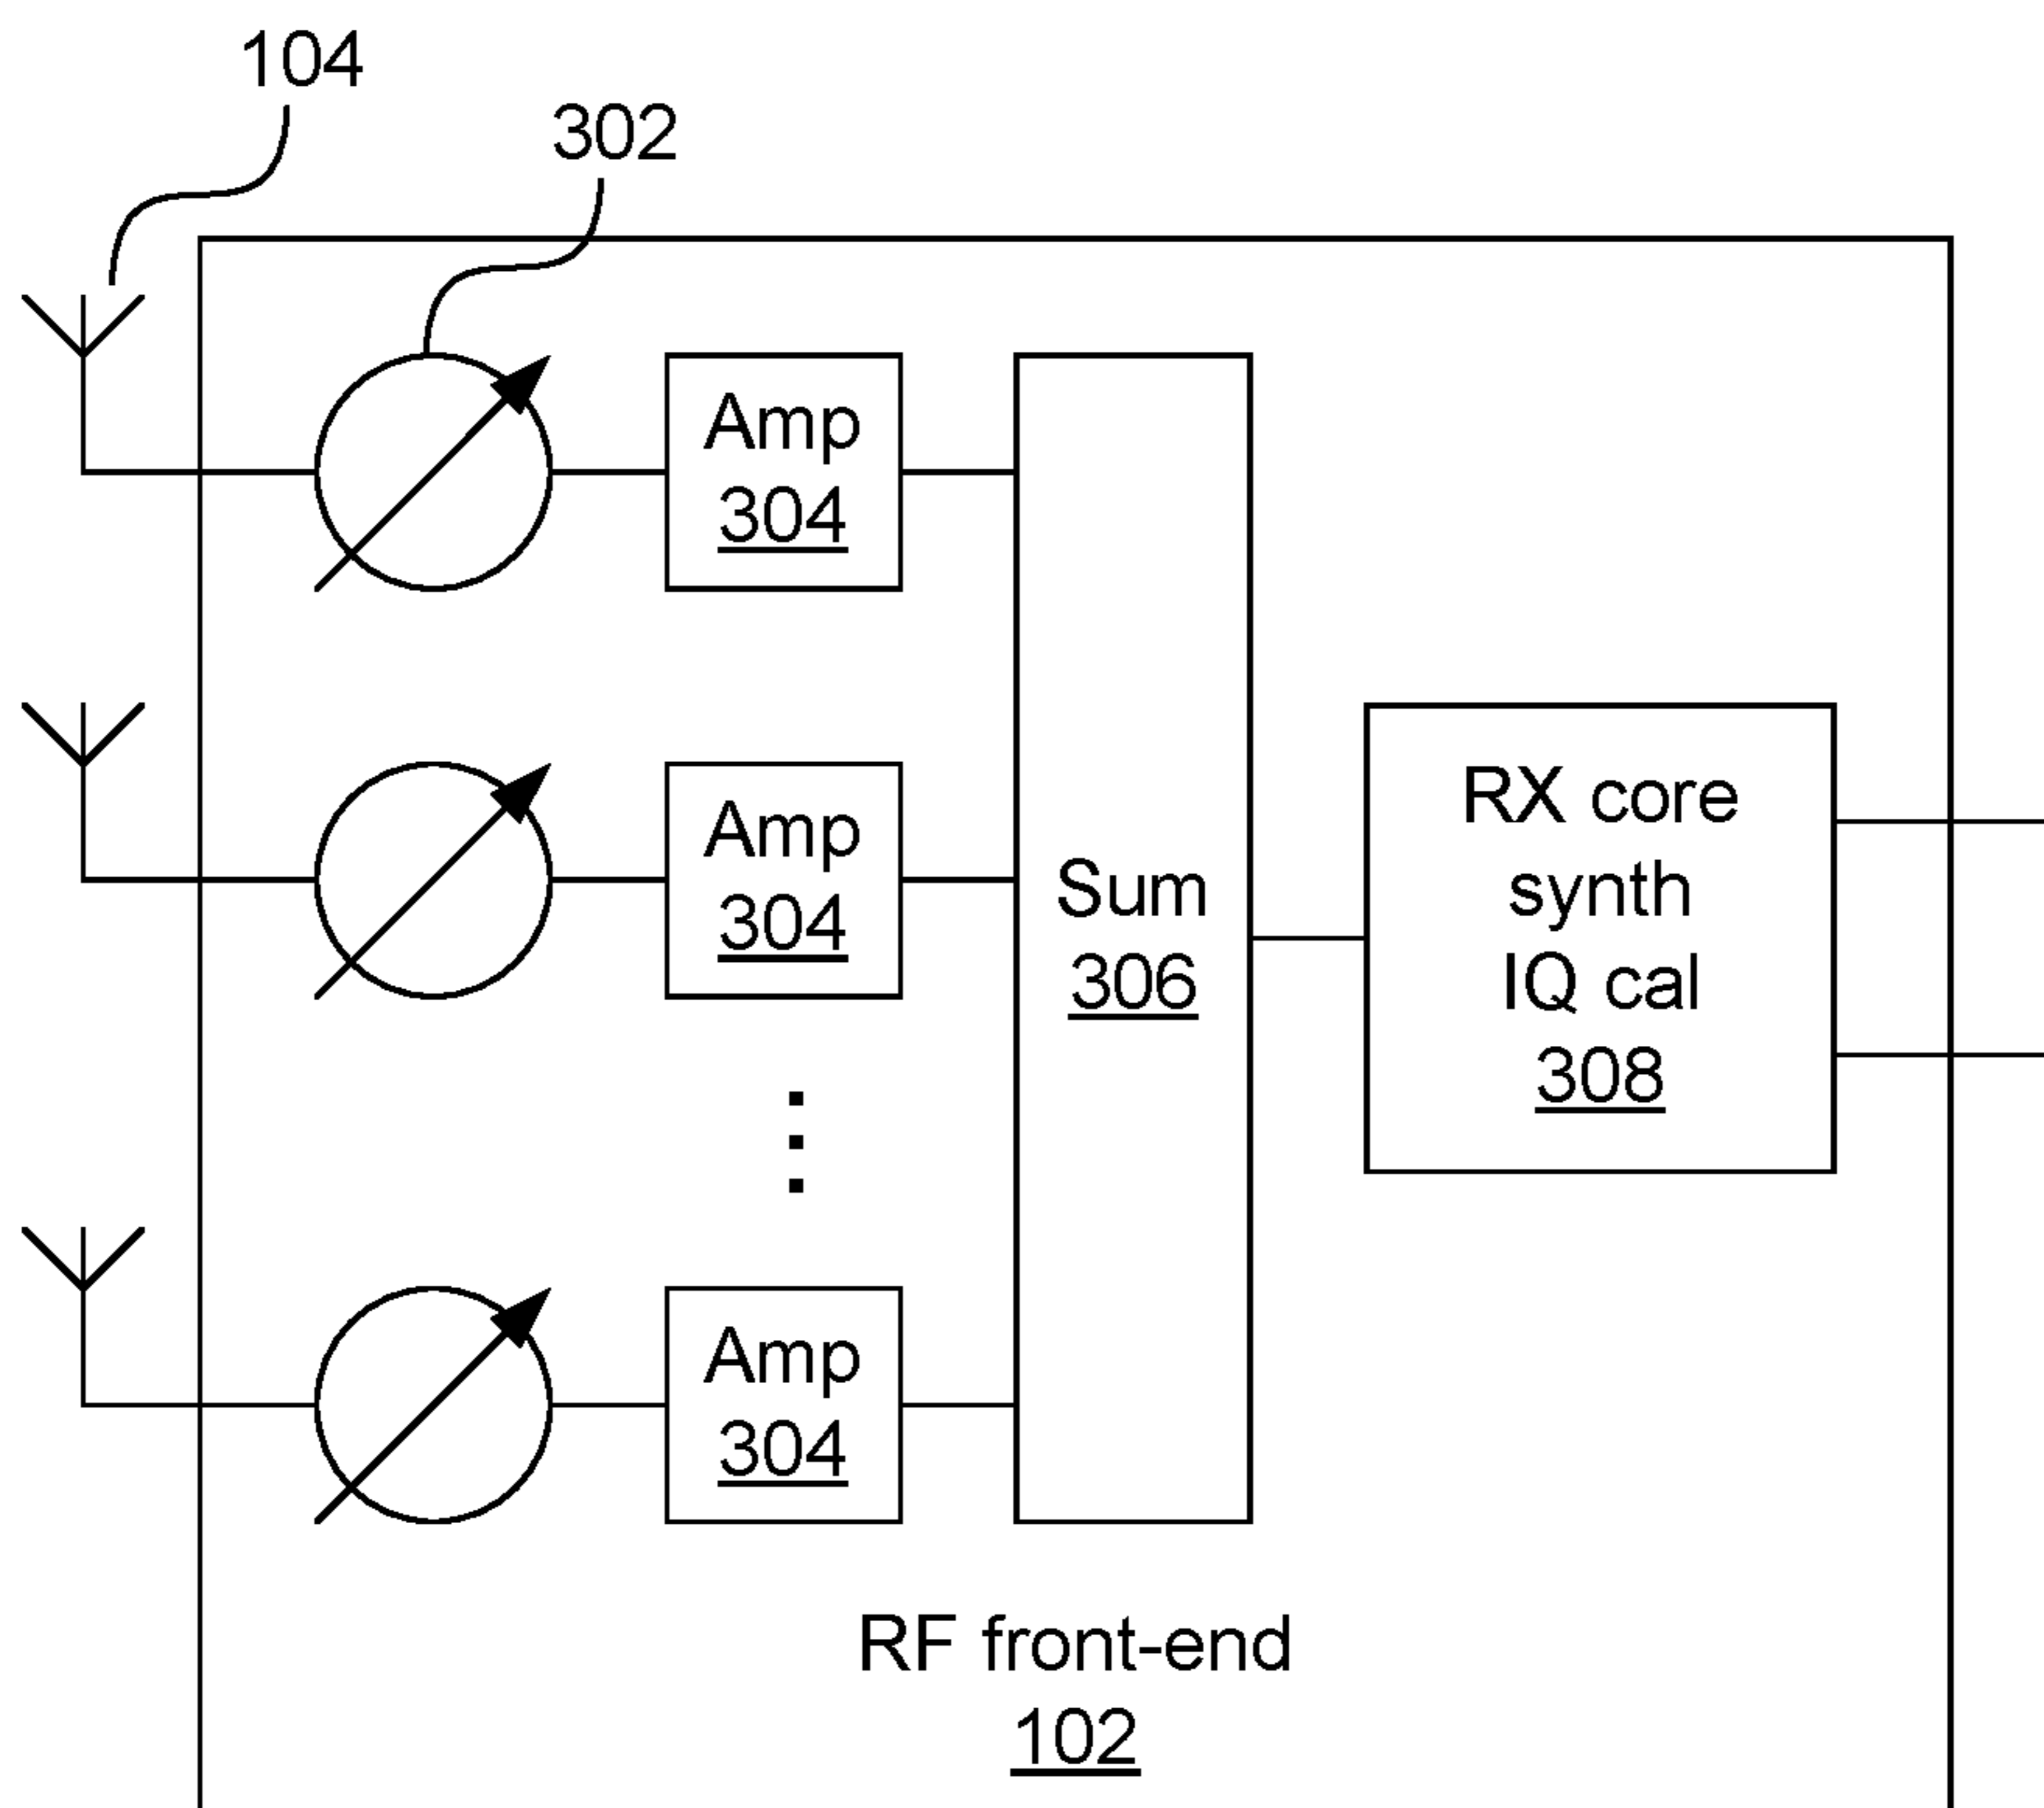 104
302
Amp
304
Amp
304
Sum
306
RX core
synth
IQ cal
308
Amp
304
RF front-end
102